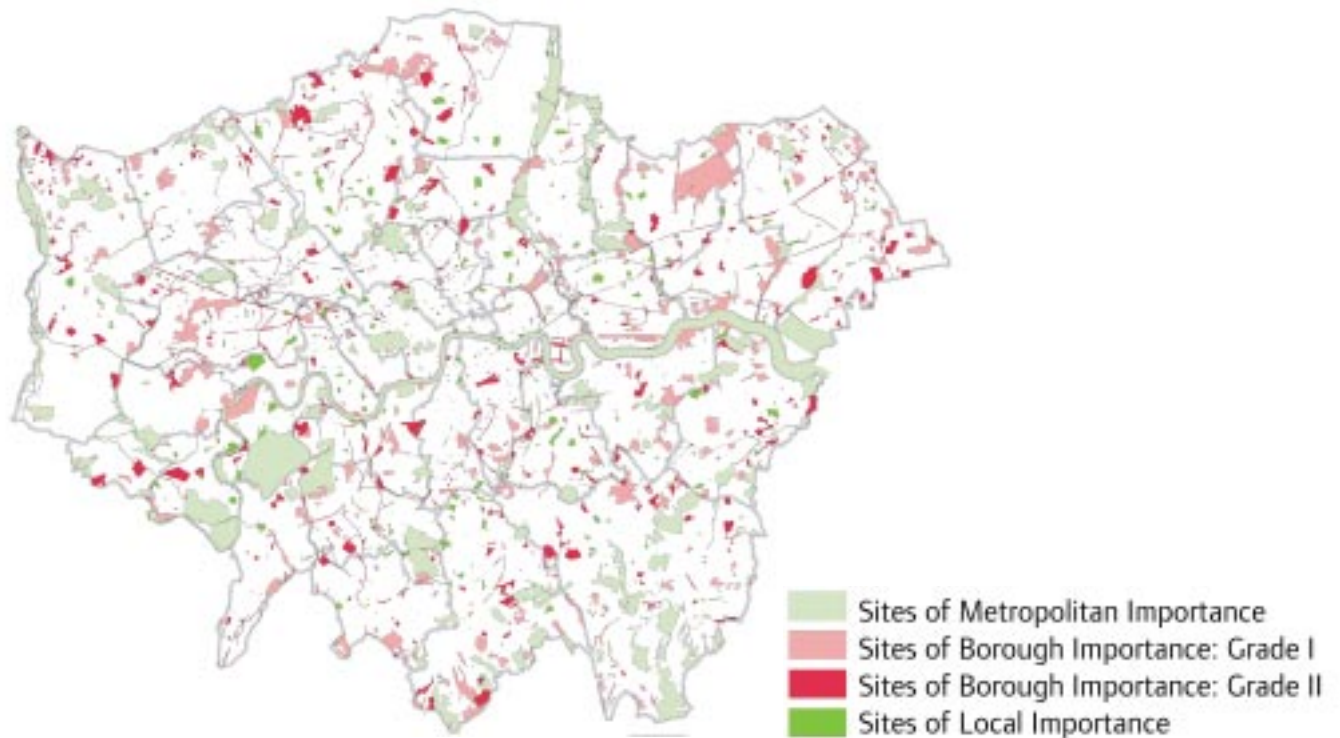 Sites of Metropolitan Importance
Sites of Borough Importance: Grade I
Sites of Borough Importance: Grade II
Sites of Local Importance